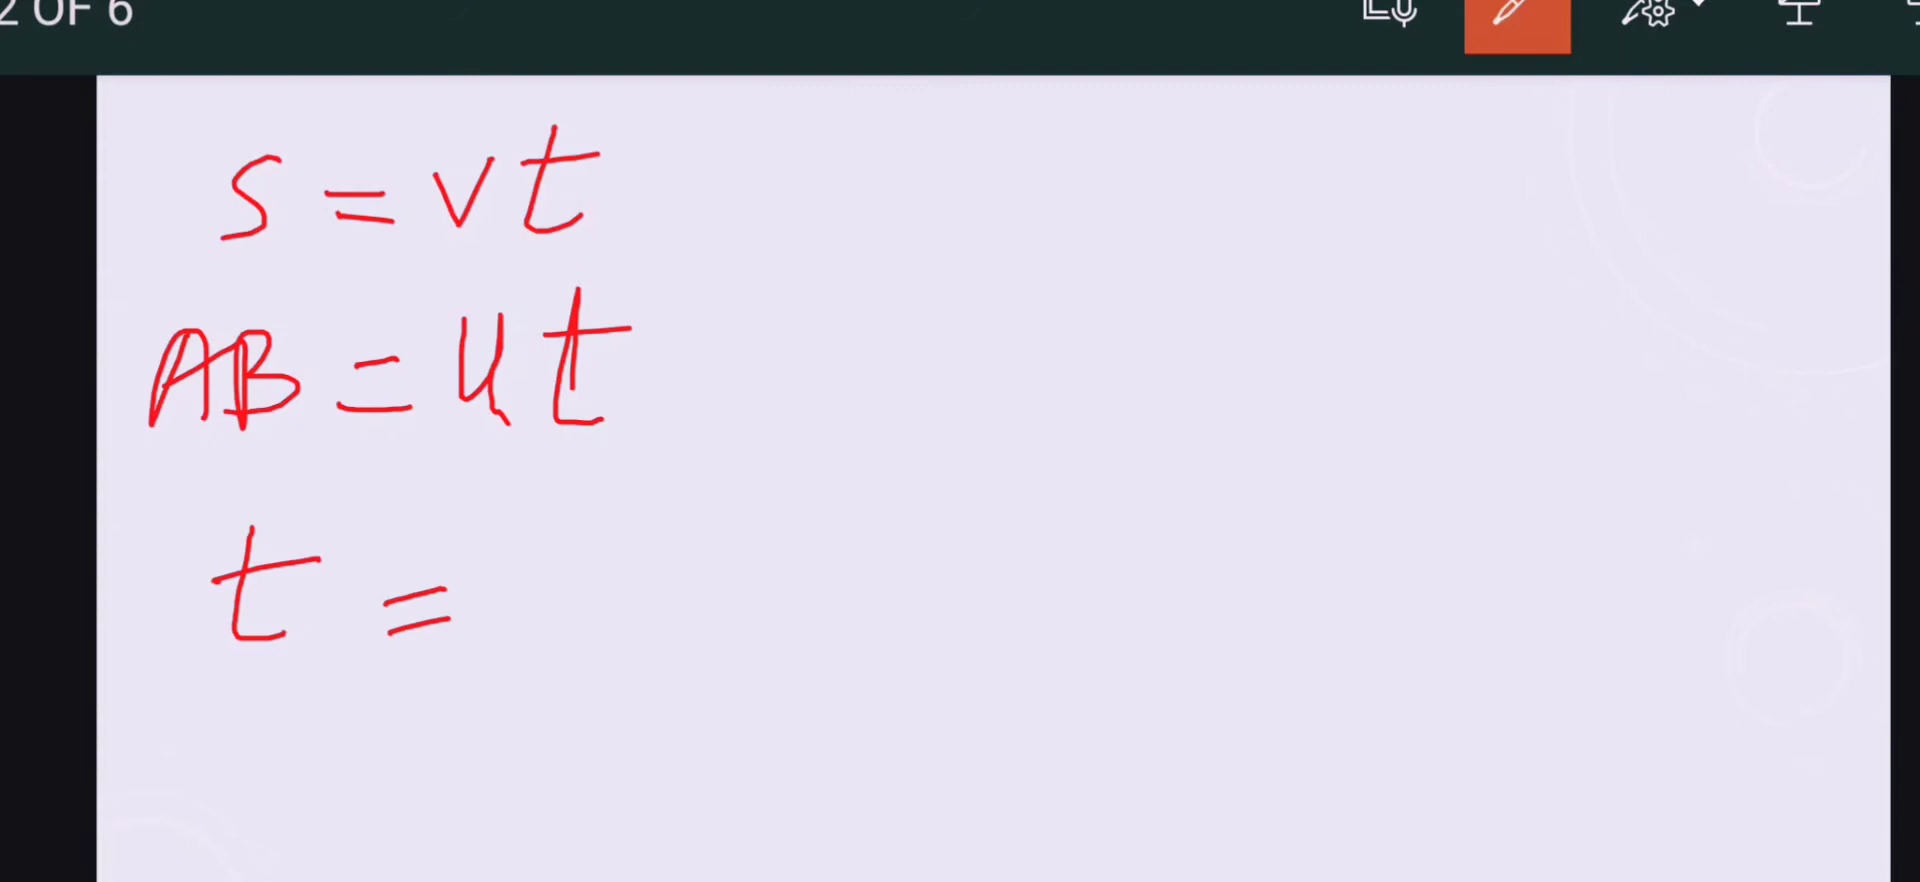 2 OF 6
s = vt
AB = ut
t =